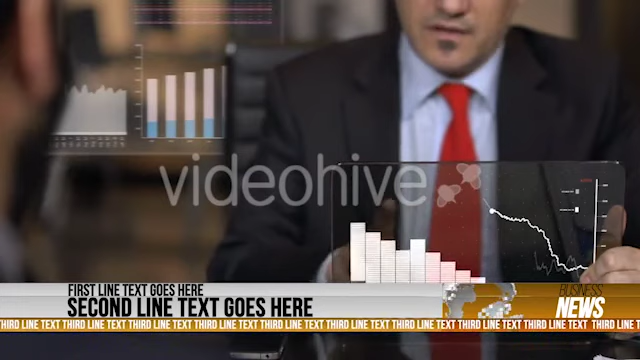 videohive
FIRST LINE TEXT GOES HERE
SECOND LINE TEXT GOES HERE
BUSINESS
NEWS
THIRD LINE TEXT THIRD LINE TEXT THIRD LINE TEXT THIRD LINE TEXT THIRD LINE TEXT THIRD LINE TEXT THIRD LINE TEXT THIRD LINE TEXT THIRD LINE TEXT THIRD LINE TEXT